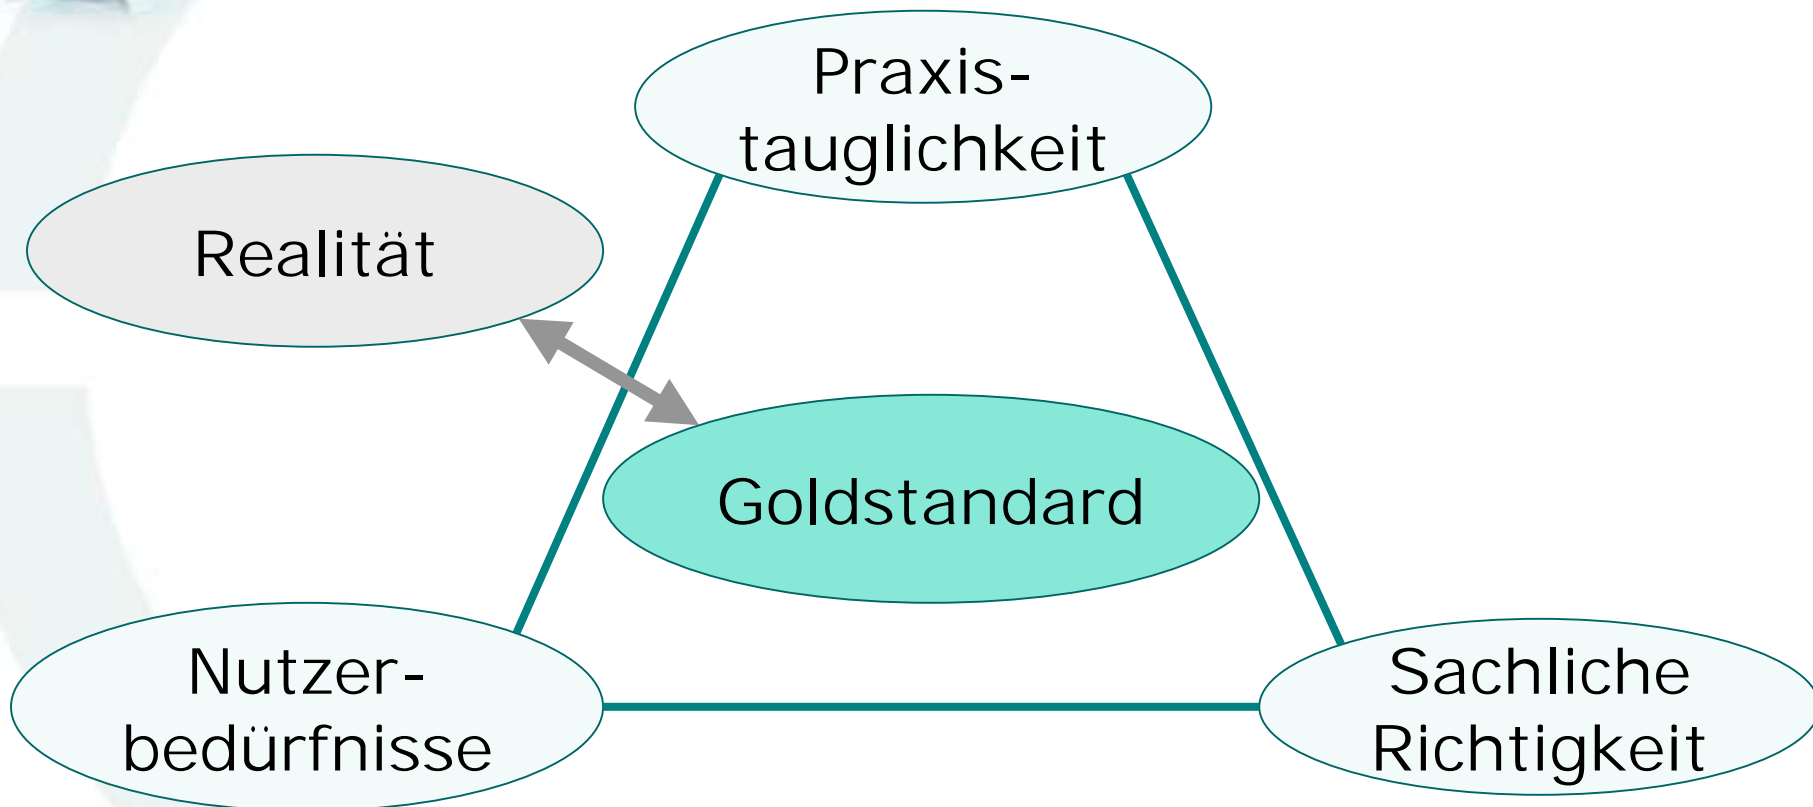 Praxis-
tauglichkeit
Realität
Goldstandard
Nutzer-
bedürfnisse
Sachliche
Richtigkeit